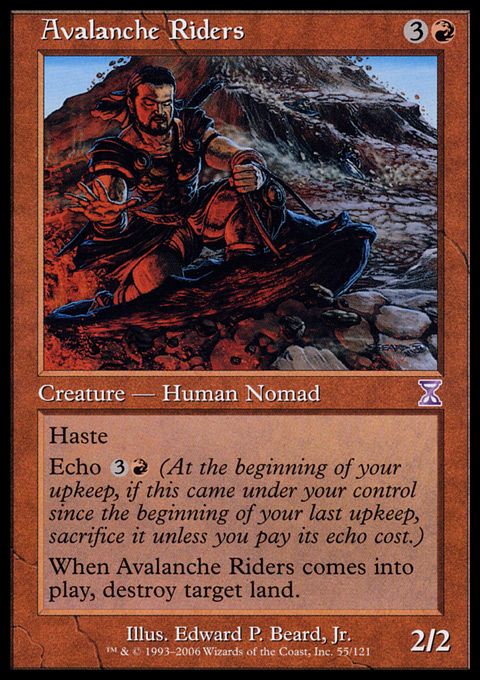 Avalanche Riders 3
Creature — Human Nomad
Haste
Echo 3 (At the beginning of your
upkeep, if this came under your control
since the beginning of your last upkeep,
sacrifice it unless you pay its echo cost.)
When Avalanche Riders comes into
play, destroy target land.
Illus. Edward P. Beard, Jr.
™ & © 1993–2006 Wizards of the Coast, Inc. 55/121
2/2